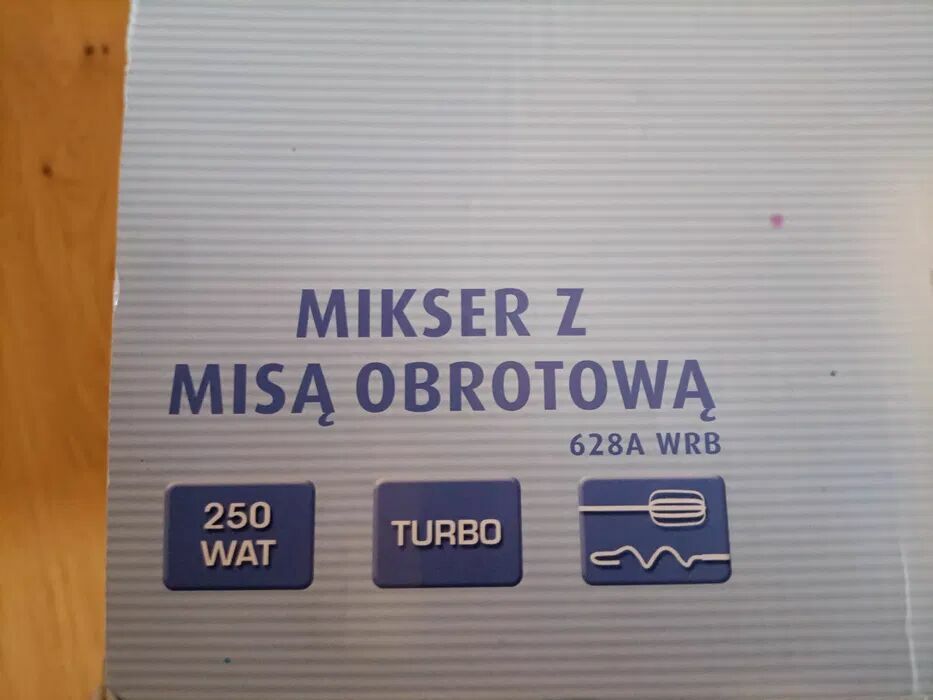 MIKSER Z
MISĄ OBROTOWĄ
628A WRB
250
WAT
TURBO